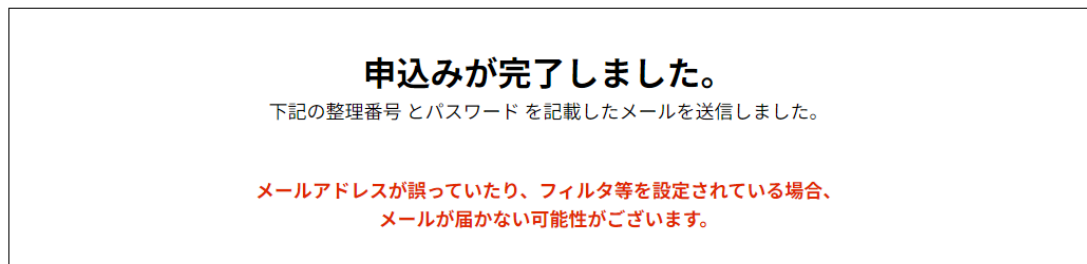 申込みが完了しました。
下記の整理番号 とパスワード を記載したメールを送信しました。
メールアドレスが誤っていたり、フィルタ等を設定されている場合、
メールが届かない可能性がございます。